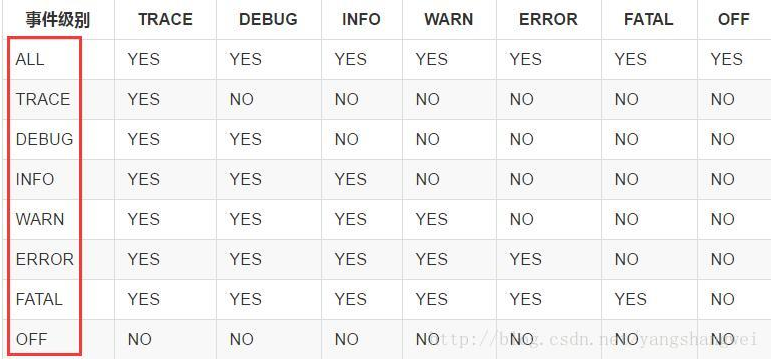 事件级别 TRACE DEBUG INFO WARN ERROR FATAL OFF
ALL YES YES YES YES YES YES YES
TRACE YES NO NO NO NO NO NO
DEBUG YES YES NO NO NO NO NO
INFO YES YES YES NO NO NO NO
WARN YES YES YES YES NO NO NO
ERROR YES YES YES YES YES NO NO
FATAL YES YES YES YES YES YES NO
OFF NO NO NO NO NO NO NO
http://blog.csdn.net/yangshangwei